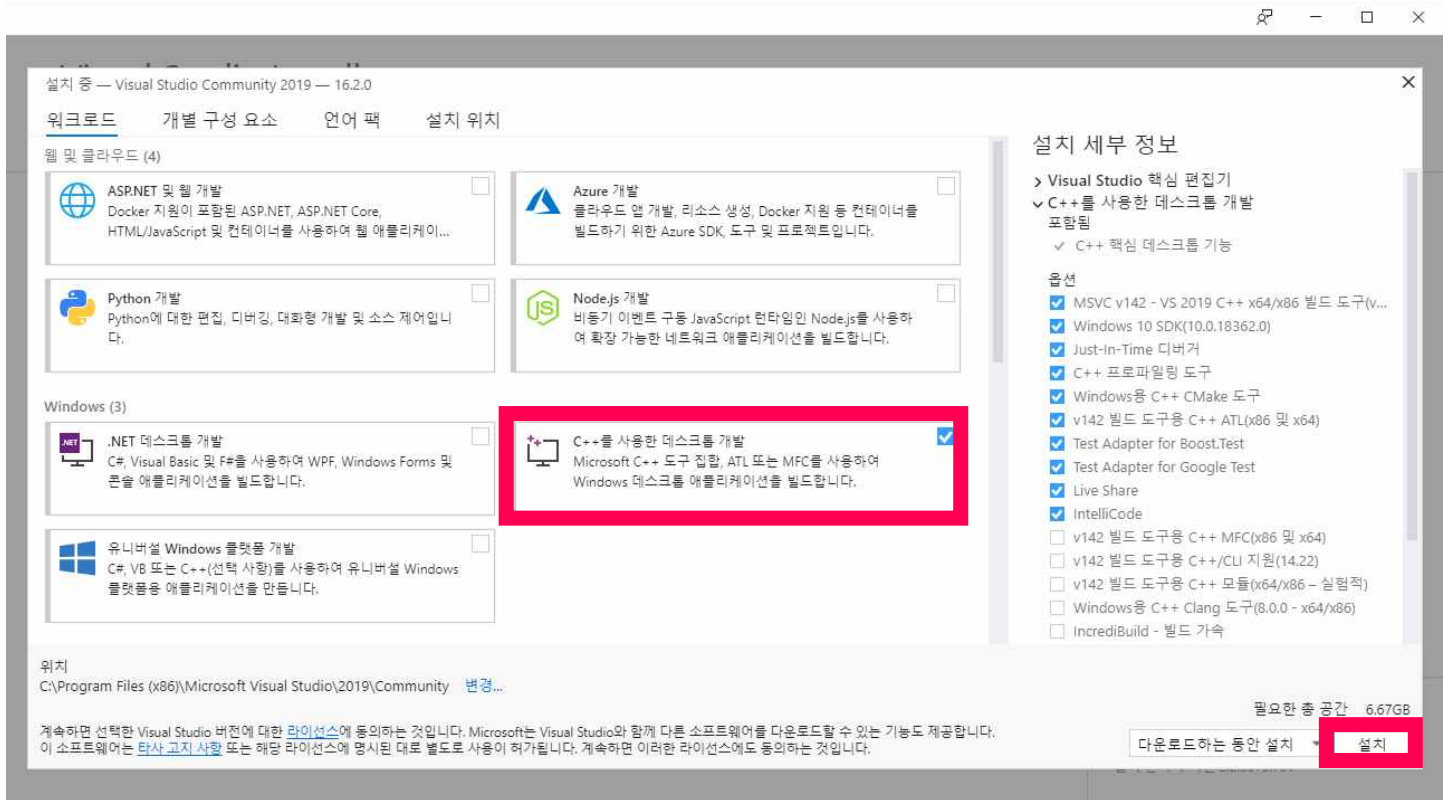 설치 중 — Visual Studio Community 2019 — 16.2.0
워크로드
개별 구성 요소
언어 팩
설치 위치
웹 및 클라우드 (4)
ASP.NET 및 웹 개발
Docker 지원이 포함된 ASP.NET, ASP.NET Core,
HTML/JavaScript 및 컨테이너를 사용하여 웹 애플리케이...
Azure 개발
클라우드 앱 개발, 리소스 생성, Docker 지원 등 컨테이너를
빌드하기 위한 Azure SDK, 도구 및 프로젝트입니다.
Python 개발
Python에 대한 편집, 디버깅, 대화형 개발 및 소스 제어입니
다.
Node.js 개발
비동기 이벤트 구동 JavaScript 런타임인 Node.js를 사용하
여 확장 가능한 네트워크 애플리케이션을 빌드합니다.
Windows (3)
.NET 데스크톱 개발
C#, Visual Basic 및 F#을 사용하여 WPF, Windows Forms 및
콘솔 애플리케이션을 빌드합니다.
C++를 사용한 데스크톱 개발
Microsoft C++ 도구 집합, ATL 또는 MFC를 사용하여
Windows 데스크톱 애플리케이션을 빌드합니다.
유니버설 Windows 플랫폼 개발
C#, VB 또는 C++(선택 사항)를 사용하여 유니버설 Windows
플랫폼용 애플리케이션을 만듭니다.
설치 세부 정보
Visual Studio 핵심 편집기
C++를 사용한 데스크톱 개발
포함됨
C++ 핵심 데스크톱 기능
옵션
MSVC v142 - VS 2019 C++ x64/x86 빌드 도구(v...
Windows 10 SDK(10.0.18362.0)
Just-In-Time 디버거
C++ 프로파일링 도구
Windows용 C++ CMake 도구
v142 빌드 도구용 C++ ATL(x86 및 x64)
Test Adapter for Boost.Test
Test Adapter for Google Test
Live Share
IntelliCode
v142 빌드 도구용 C++ MFC(x86 및 x64)
v142 빌드 도구용 C++/CLI 지원(14.22)
v142 빌드 도구용 C++ 모듈(x64/x86 – 실험적)
Windows용 C++ Clang 도구(8.0.0 - x64/x86)
IncrediBuild - 빌드 가속
위치
C:\Program Files (x86)\Microsoft Visual Studio\2019\Community 변경...
필요한 총 공간 6.67GB
계속하면 선택한 Visual Studio 버전에 대한 라이선스에 동의하는 것입니다. Microsoft는 Visual Studio와 함께 다른 소프트웨어를 다운로드할 수 있는 기능도 제공합니다.
이 소프트웨어는 타사 고지 사항 또는 해당 라이선스에 명시된 대로 별도로 사용이 허가됩니다. 계속하면 이러한 라이선스에도 동의하는 것입니다.
다운로드하는 동안 설치
설치